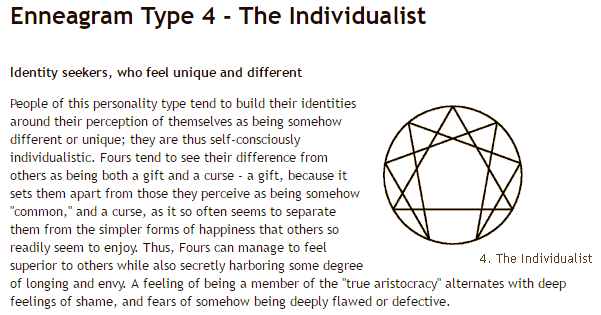 Enneagram Type 4 - The Individualist
Identity seekers, who feel unique and different
People of this personality type tend to build their identities
around their perception of themselves as being somehow
different or unique; they are thus self-consciously
individualistic. Fours tend to see their difference from
others as being both a gift and a curse - a gift, because it
sets them apart from those they perceive as being somehow
"common," and a curse, as it so often seems to separate
them from the simpler forms of happiness that others so
readily seem to enjoy. Thus, Fours can manage to feel
superior to others while also secretly harboring some degree
of longing and envy. A feeling of being a member of the "true aristocracy" alternates with deep
feelings of shame, and fears of somehow being deeply flawed or defective.
4. The Individualist